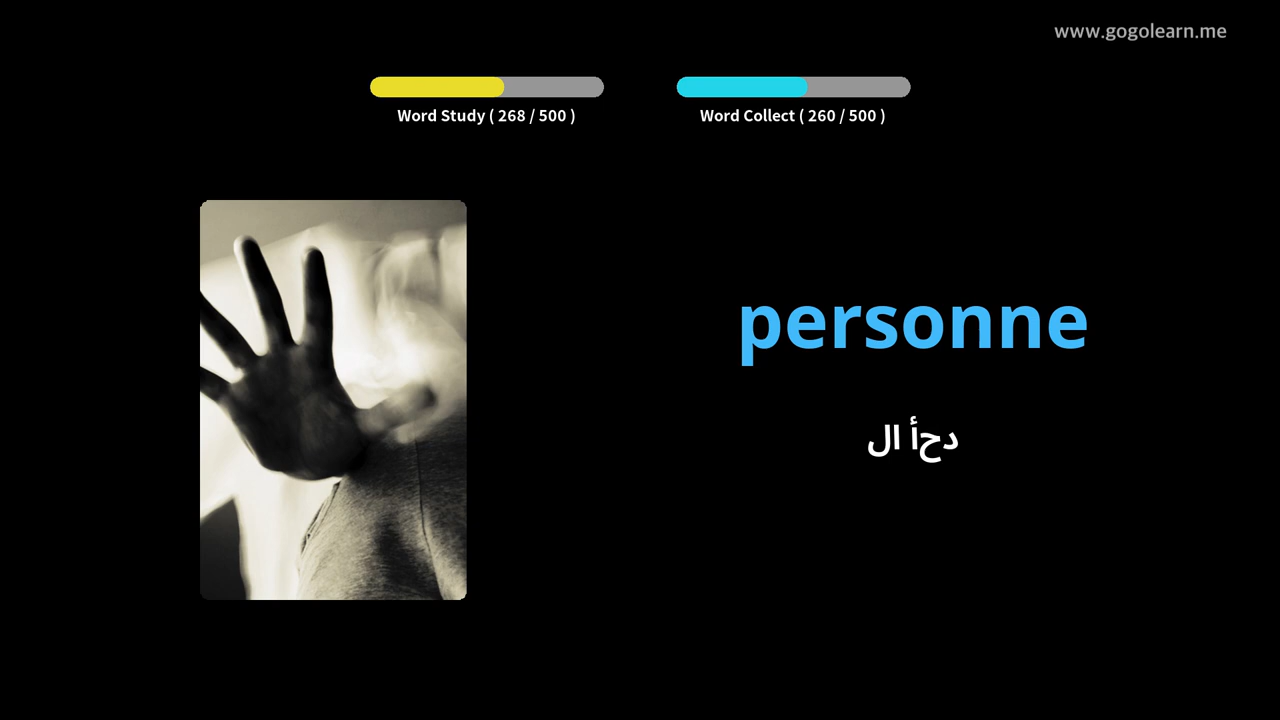 www.gogolearn.me
Word Study ( 268 / 500 )
Word Collect ( 260 / 500 )
personne
دحأ ال